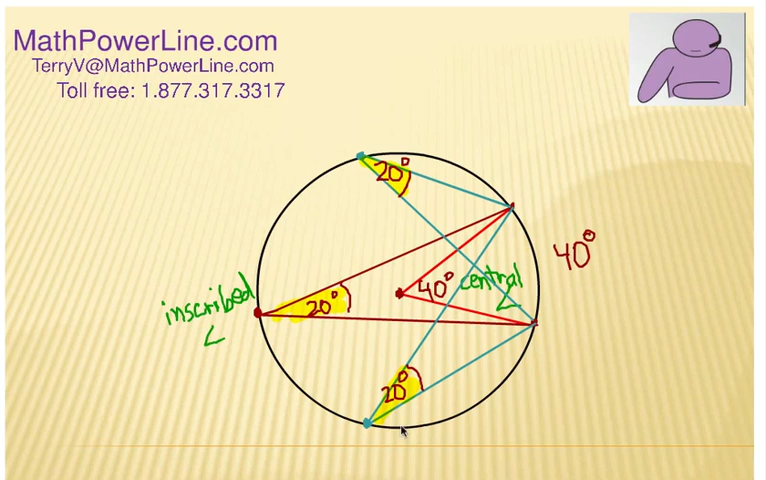 MathPowerLine.com
TerryV@MathPowerLine.com
Toll free: 1.877.317.3317
20°
40°
40°
central
∠
inscribed
∠
20°
20°